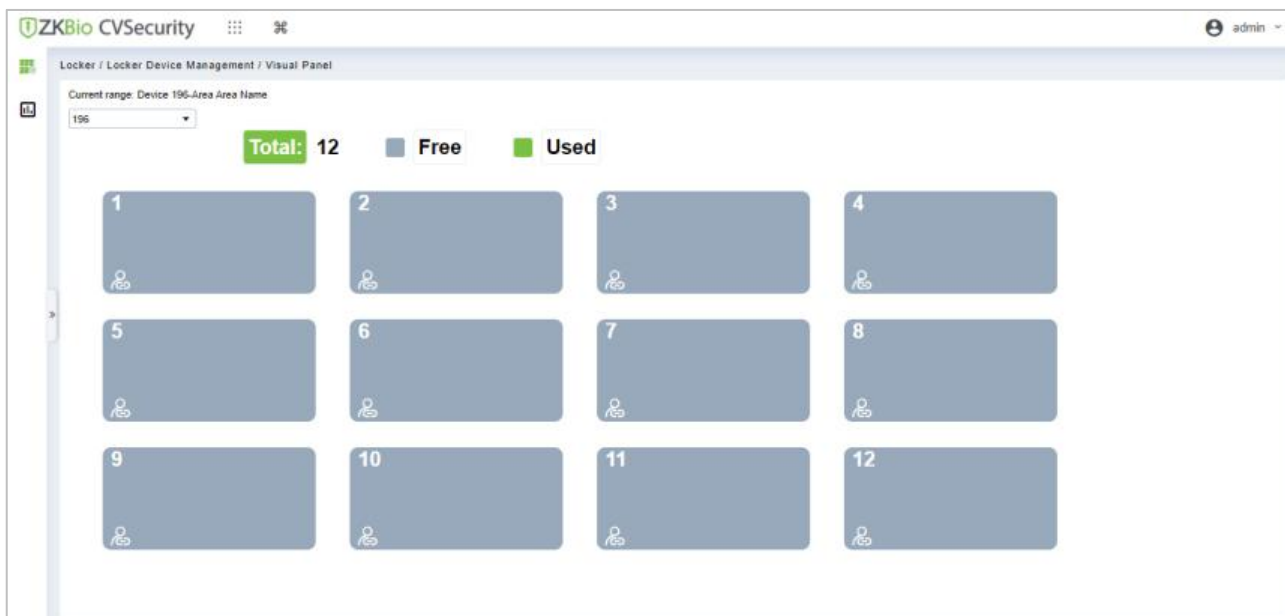 ZKBio CVSecurity admin
Locker / Locker Device Management / Visual Panel
Current range: Device 196-Area Area Name
196
Total: 12 Free Used
1 2 3 4
5 6 7 8
9 10 11 12